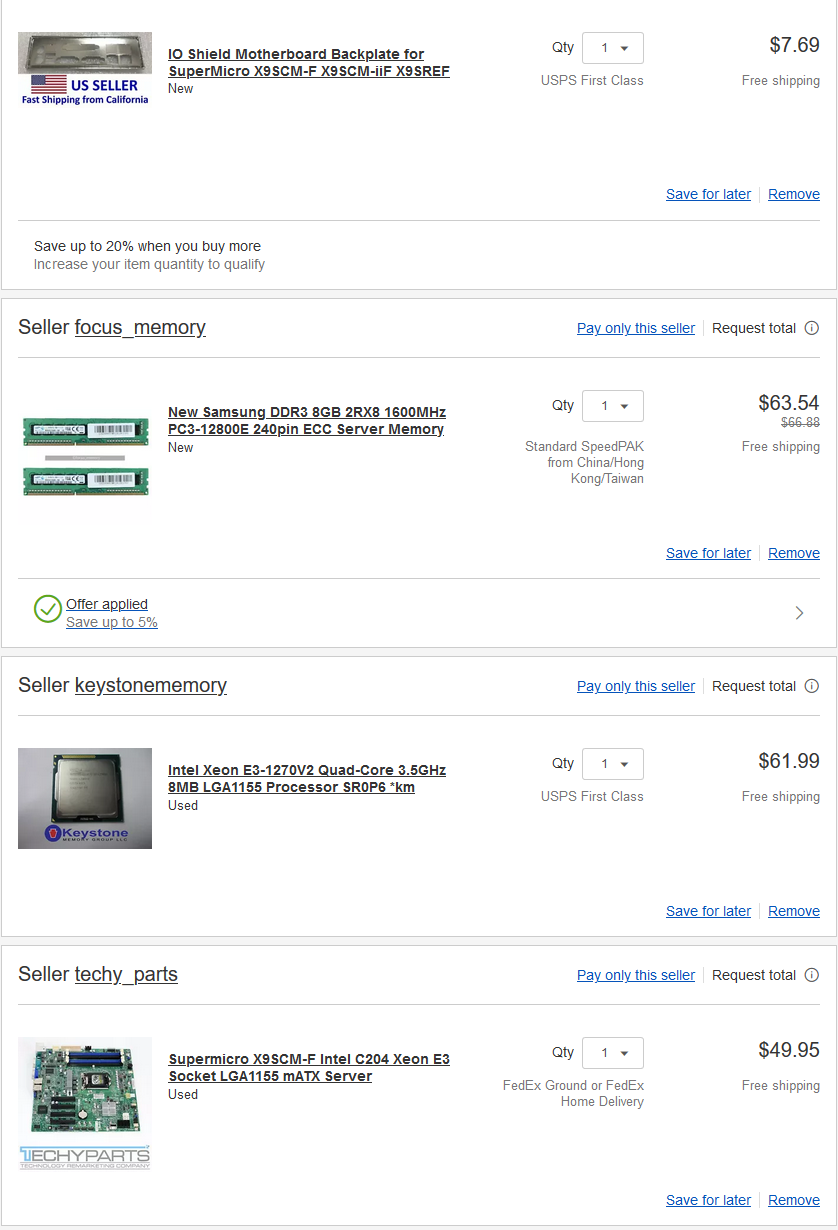 IO Shield Motherboard Backplate for
SuperMicro X9SCM-F X9SCM-iiF X9SREF
New
US SELLER
Fast Shipping from California
Qty 1
USPS First Class
$7.69
Free shipping
Save for later
Remove
Save up to 20% when you buy more
Increase your item quantity to qualify
Seller focus_memory
Pay only this seller
Request total
New Samsung DDR3 8GB 2RX8 1600MHz
PC3-12800E 240pin ECC Server Memory
New
Qty 1
Standard SpeedPAK
from China/Hong
Kong/Taiwan
$63.54
$66.88
Free shipping
Save for later
Remove
Offer applied
Save up to 5%
Seller keystonememory
Pay only this seller
Request total
Intel Xeon E3-1270V2 Quad-Core 3.5GHz
8MB LGA1155 Processor SR0P6 *km
Used
Keystone
MEMORY GROUP LLC
Qty 1
USPS First Class
$61.99
Free shipping
Save for later
Remove
Seller techy_parts
Pay only this seller
Request total
Supermicro X9SCM-F Intel C204 Xeon E3
Socket LGA1155 mATX Server
Used
TECHYPARTS
TECHNOLOGY REMARKETING COMPANY
Qty 1
FedEx Ground or FedEx
Home Delivery
$49.95
Free shipping
Save for later
Remove